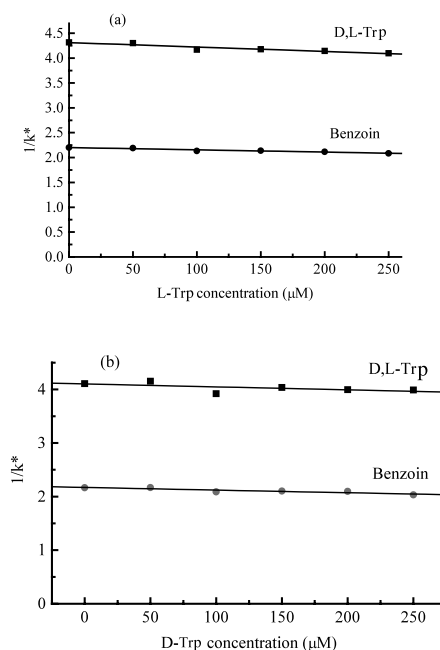 (a)
D,L-Trp
Benzoin
1/k*
4.5
4.0
3.5
3.0
2.5
2.0
1.5
1.0
0.5
0.0
0 50 100 150 200 250
L-Trp concentration (μM)
(b)
D,L-Trp
Benzoin
1/k*
4
3
2
1
0
0 50 100 150 200 250
D-Trp concentration (μM)